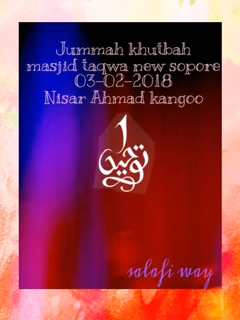 Jummah khutbah
masjid taqwa new sopore
03-02-2018
Nisar Ahmad kangoo
salafi way